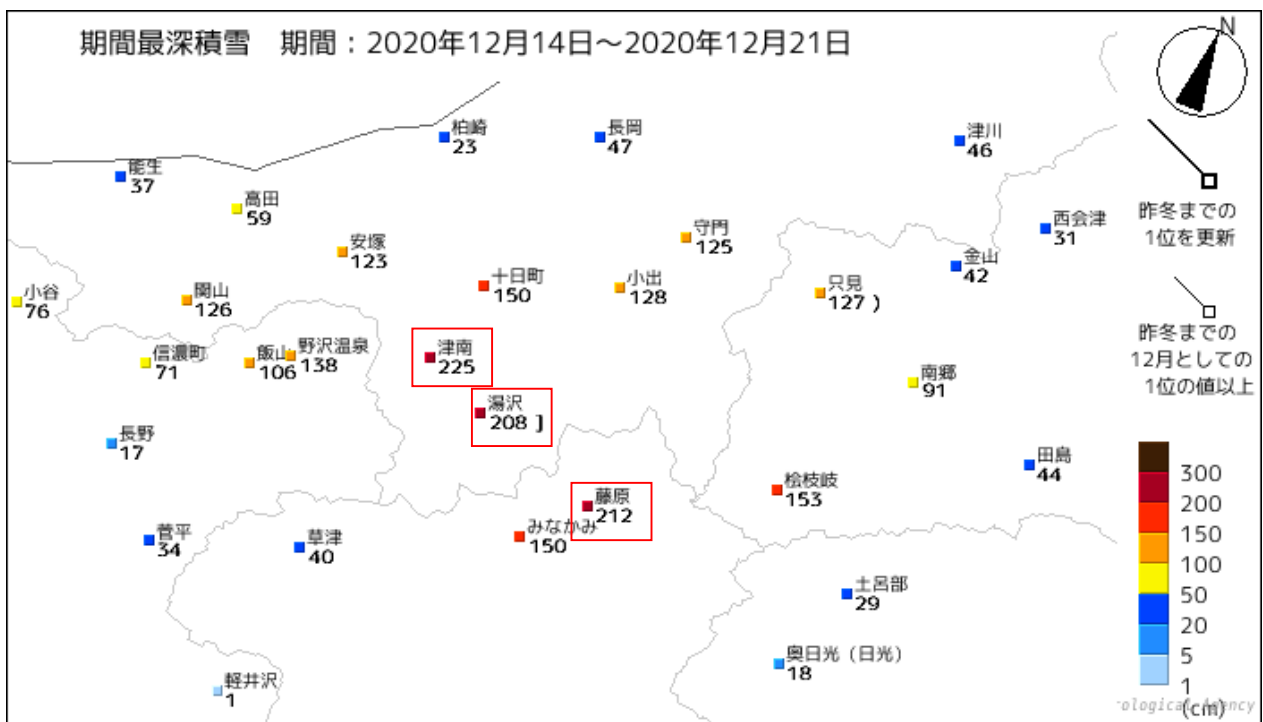 期間最深積雪　期間：2020年12月14日～2020年12月21日
N
柏崎
23
長岡
47
津川
46
能生
37
高田
59
昨冬までの
1位を更新
西会津
31
守門
125
安塚
123
金山
42
十日町
150
小出
128
只見
127 )
関山
126
小谷
76
昨冬までの
12月としての
1位の値以上
津南
225
野沢温泉
138
飯山
106
信濃町
71
南郷
91
湯沢
208 ]
長野
17
田島
44
桧枝岐
153
藤原
212
みなかみ
150
菅平
34
草津
40
土呂部
29
奥日光（日光）
18
軽井沢
1
300
200
150
100
50
20
5
1
(cm)
ological Agency